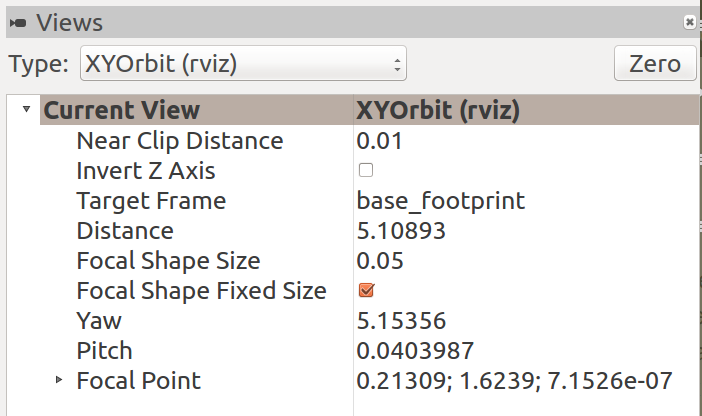 Views
Type: XYOrbit (rviz) Zero
Current View XYOrbit (rviz)
Near Clip Distance 0.01
Invert Z Axis
Target Frame base_footprint
Distance 5.10893
Focal Shape Size 0.05
Focal Shape Fixed Size
Yaw 5.15356
Pitch 0.0403987
Focal Point 0.21309; 1.6239; 7.1526e-07